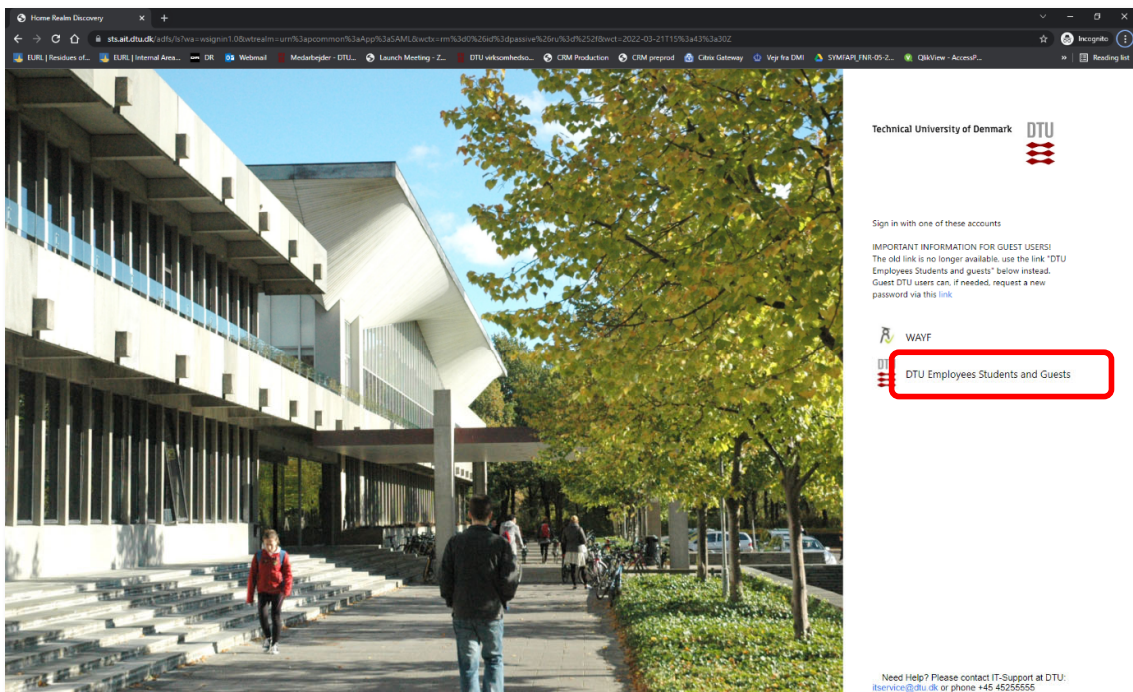 Home Realm Discovery
sts.ait.dtu.dk/adfs/ls?wa=wsignin1.0&wtrealm=urn%3apcommon%3aApp%3aSAML&wctx=rm%3d0%26id%3dpassive%26ru%3d%252f&wct=2022-03-21T15%3a43%3a30Z
Incognito
EURL | Residues of... EURL | Internal Area... DR Webmail Medarbejder - DTU... Launch Meeting - Z... DTU virksomhedso... CRM Production CRM preprod Citrix Gateway Vejr fra DMI SYMFAPI_FNR-05-2... QlikView - AccessP... » Reading list
Technical University of Denmark
DTU
Sign in with one of these accounts
IMPORTANT INFORMATION FOR GUEST USERS!
The old link is no longer available, use the link "DTU
Employees Students and guests" below instead.
Guest DTU users can, if needed, request a new
password via this link
WAYF
DTU
DTU Employees Students and Guests
Need Help? Please contact IT-Support at DTU:
itservice@dtu.dk or phone +45 45255555